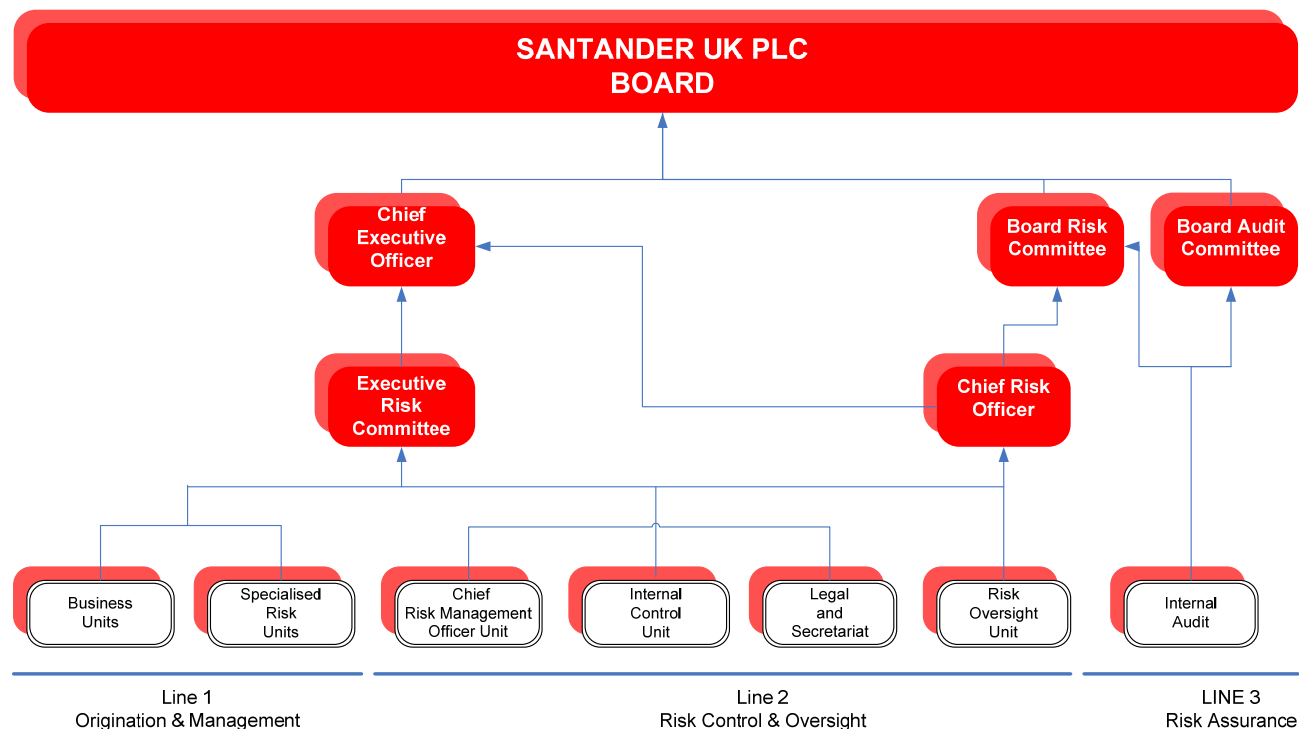 SANTANDER UK PLC
BOARD
Chief
Executive
Officer
Board Risk
Committee
Board Audit
Committee
Executive
Risk
Committee
Chief Risk
Officer
Business
Units
Specialised
Risk
Units
Chief
Risk Management
Officer Unit
Internal
Control
Unit
Legal
and
Secretariat
Risk
Oversight
Unit
Internal
Audit
Line 1
Origination & Management
Line 2
Risk Control & Oversight
LINE 3
Risk Assurance